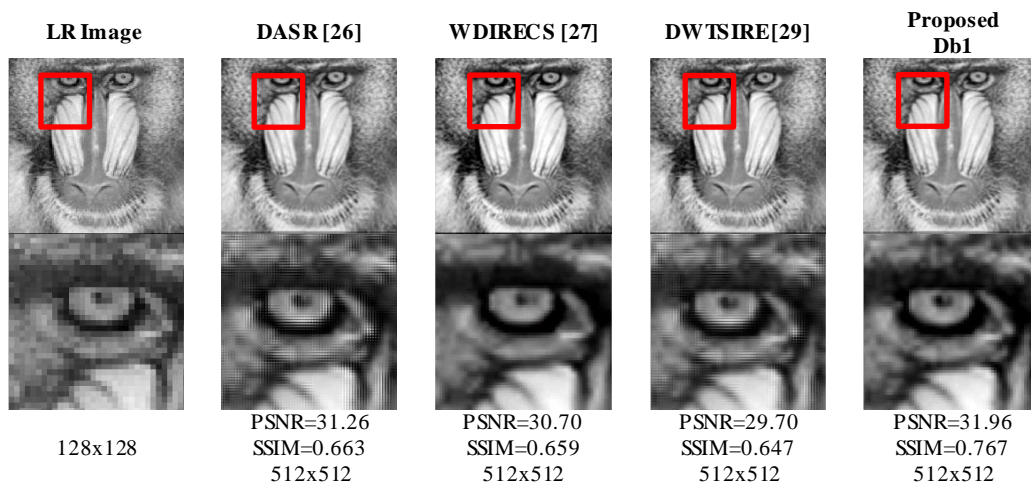 LR Image
DASR [26]
WDIRECS [27]
DWTSIRE[29]
Proposed
Db1
128x128
PSNR=31.26
SSIM=0.663
512x512
PSNR=30.70
SSIM=0.659
512x512
PSNR=29.70
SSIM=0.647
512x512
PSNR=31.96
SSIM=0.767
512x512